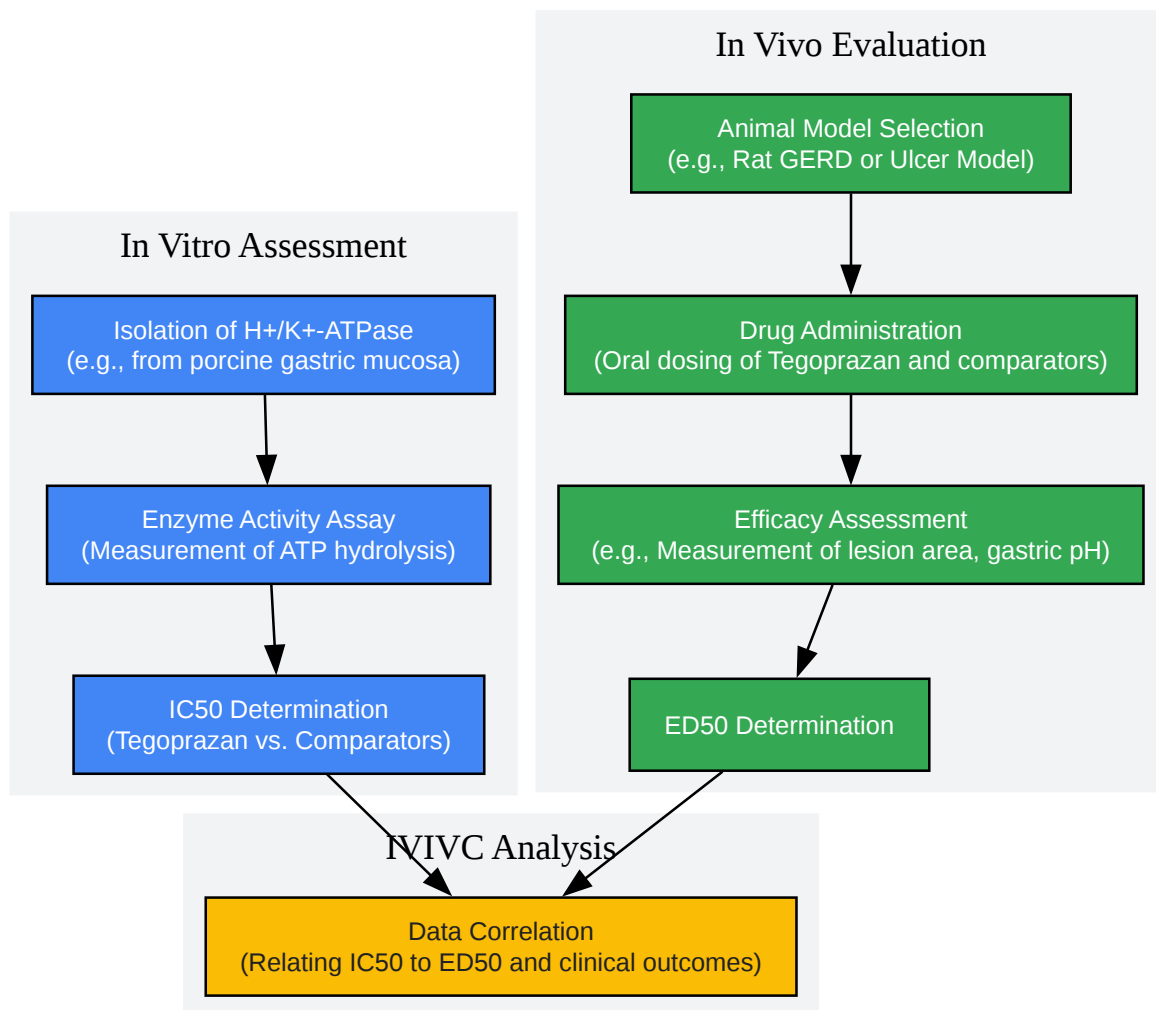 In Vivo Evaluation
Animal Model Selection
(e.g., Rat GERD or Ulcer Model)
Drug Administration
(Oral dosing of Tegoprazan and comparators)
Efficacy Assessment
(e.g., Measurement of lesion area, gastric pH)
ED50 Determination
In Vitro Assessment
Isolation of H+/K+-ATPase
(e.g., from porcine gastric mucosa)
Enzyme Activity Assay
(Measurement of ATP hydrolysis)
IC50 Determination
(Tegoprazan vs. Comparators)
IVIVC Analysis
Data Correlation
(Relating IC50 to ED50 and clinical outcomes)